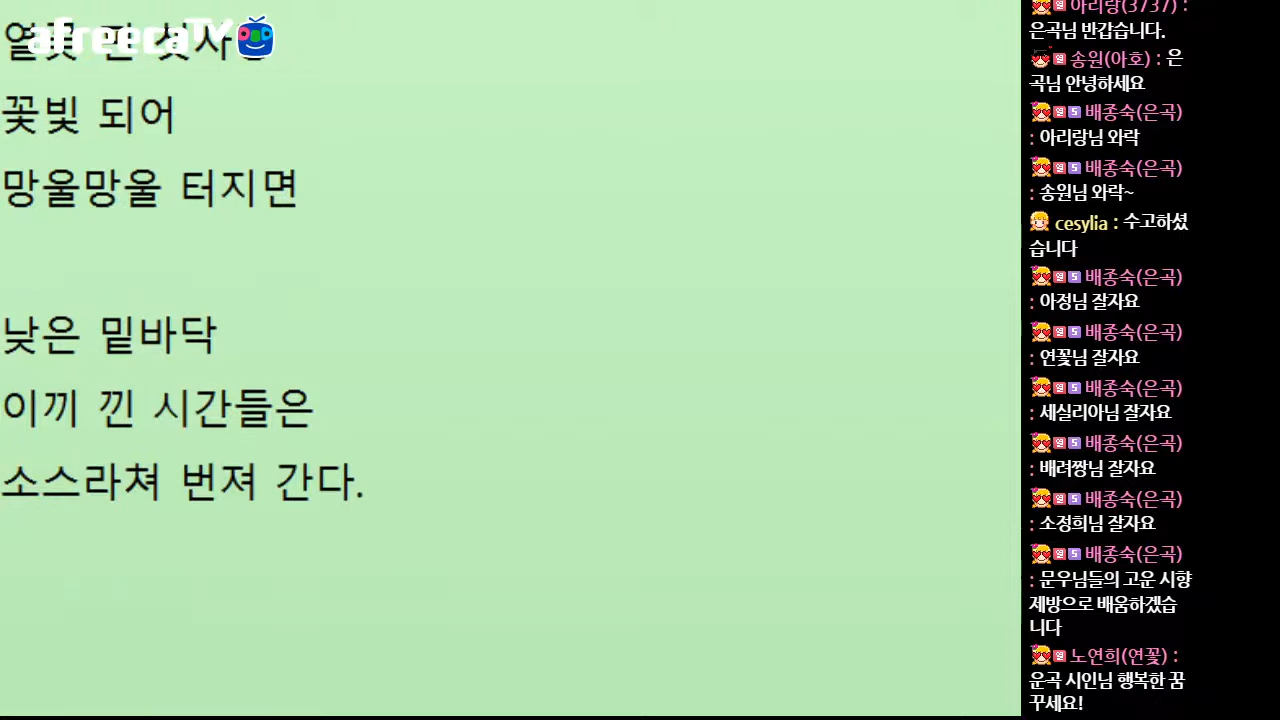 afreecaTV
꽃빛 되어
망울망울 터지면
낮은 밑바닥
이끼 낀 시간들은
소스라쳐 번져 간다.
아리랑(3737) :
은곡님 반갑습니다.
송원(아호) : 은
곡님 안녕하세요
배종숙(은곡)
: 아리랑님 와락
배종숙(은곡)
: 송원님 와락~
cesylia : 수고하셨
습니다
배종숙(은곡)
: 아정님 잘자요
배종숙(은곡)
: 연꽃님 잘자요
배종숙(은곡)
: 세실리아님 잘자요
배종숙(은곡)
: 배려짱님 잘자요
배종숙(은곡)
: 소정희님 잘자요
배종숙(은곡)
: 문우님들의 고운 시향
제방으로 배움하겠습
니다
노연희(연꽃) :
운곡 시인님 행복한 꿈
꾸세요!